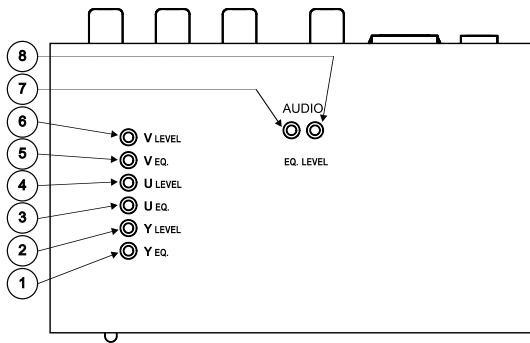 8
7
AUDIO
6
V LEVEL
5
V EQ.
EQ. LEVEL
4
U LEVEL
3
U EQ.
2
Y LEVEL
1
Y EQ.